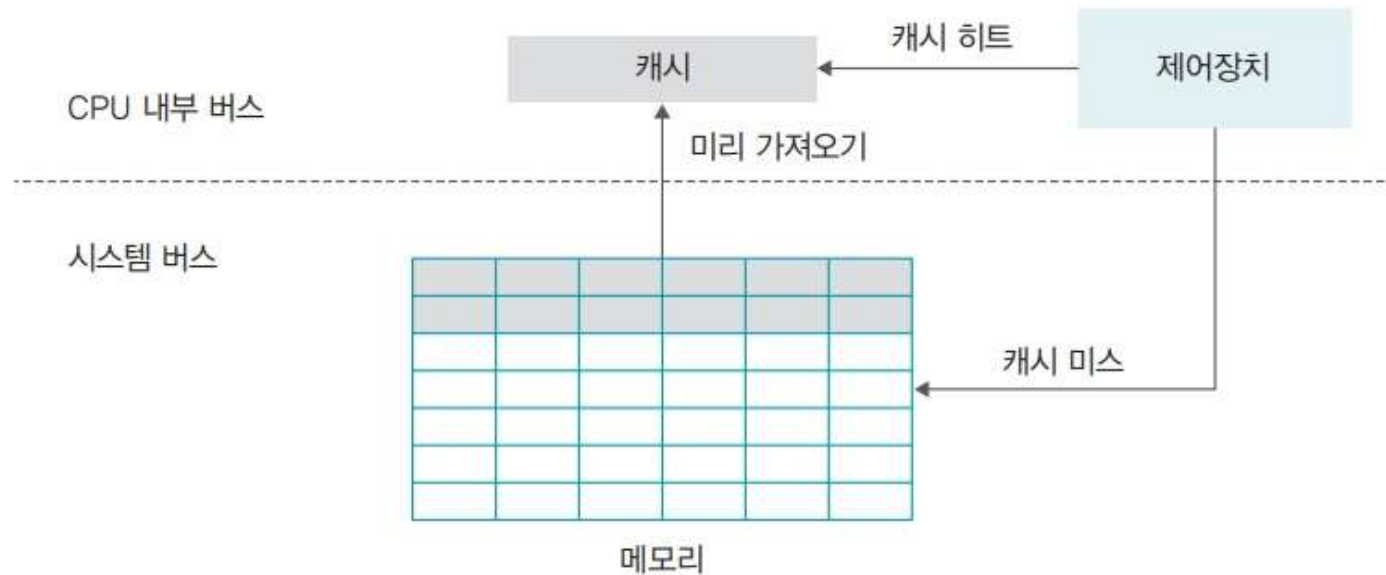 캐시 히트
캐시
제어장치
CPU 내부 버스
미리 가져오기
시스템 버스
캐시 미스
메모리